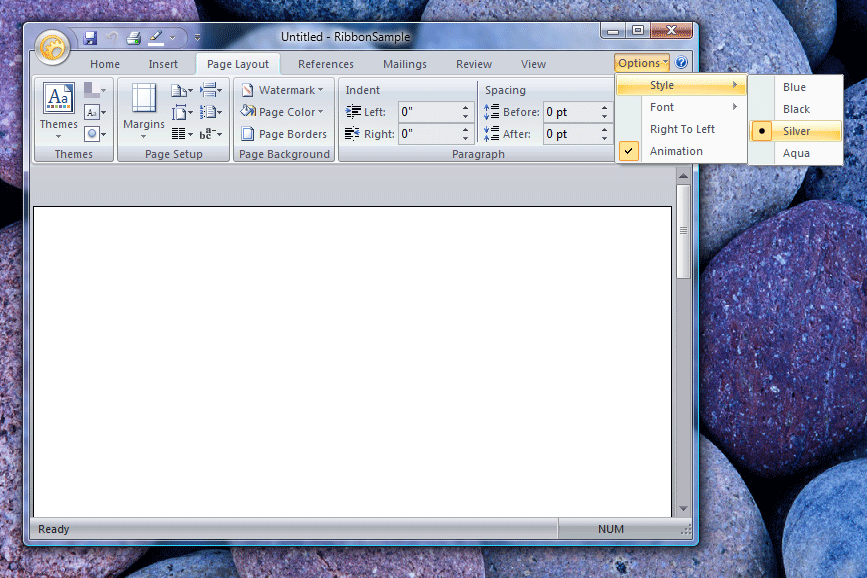 Untitled - RibbonSample
Home Insert Page Layout References Mailings Review View Options
Themes
Aa
Aa
Themes
Margins
Page Setup
Watermark
Page Color
Page Borders
Page Background
Indent
Left: 0"
Right: 0"
Spacing
Before: 0 pt
After: 0 pt
Paragraph
Style
Font
Right To Left
Animation
Blue
Black
Silver
Aqua
Ready NUM